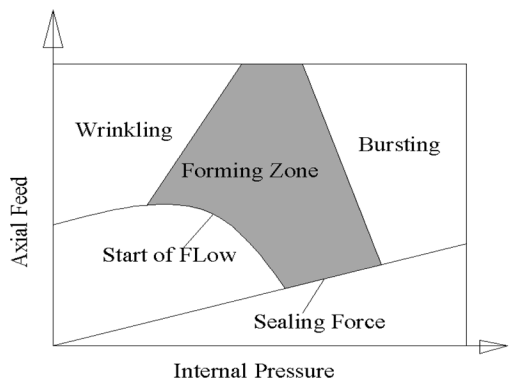 Wrinkling
Bursting
Forming Zone
Start of FLow
Sealing Force
Axial Feed
Internal Pressure